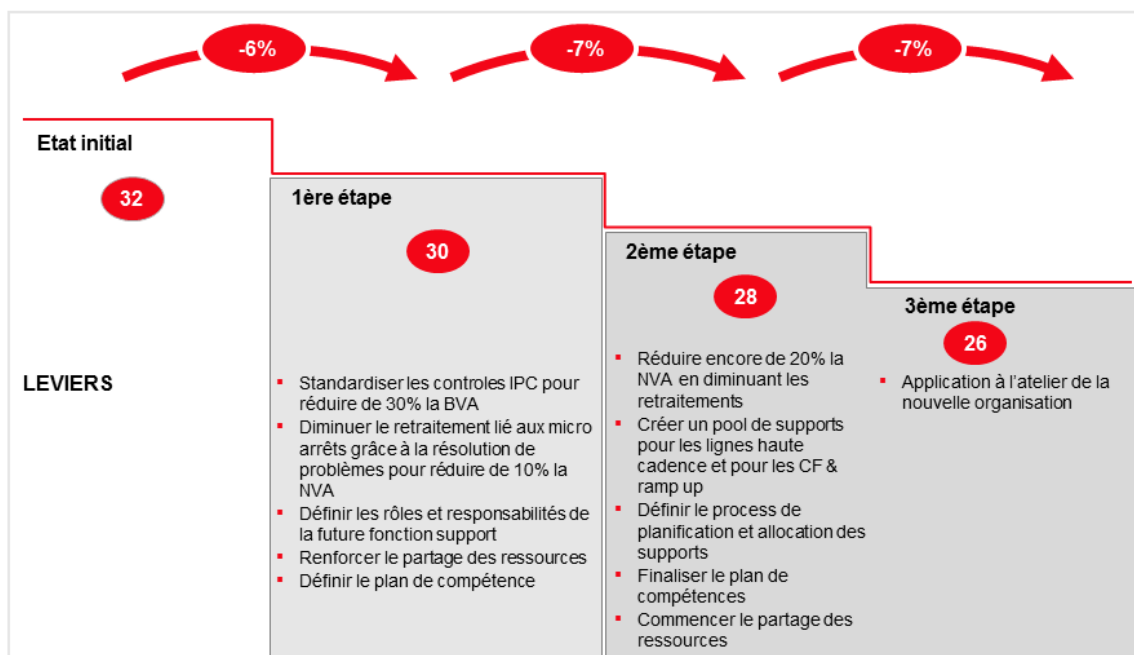 -6%
-7%
-7%
Etat initial
32
1ère étape
30
2ème étape
28
3ème étape
26
LEVIERS
▪ Standardiser les controles IPC pour
réduire de 30% la BVA
▪ Diminuer le retraitement lié aux micro
arrêts grâce à la résolution de
problèmes pour réduire de 10% la
NVA
▪ Définir les rôles et responsabilités de
la future fonction support
▪ Renforcer le partage des ressources
▪ Définir le plan de compétence
▪ Réduire encore de 20% la
NVA en diminuant les
retraitements
▪ Créer un pool de supports
pour les lignes haute
cadence et pour les CF &
ramp up
▪ Définir le process de
planification et allocation des
supports
▪ Finaliser le plan de
compétences
▪ Commencer le partage des
ressources
▪ Application à l'atelier de la
nouvelle organisation